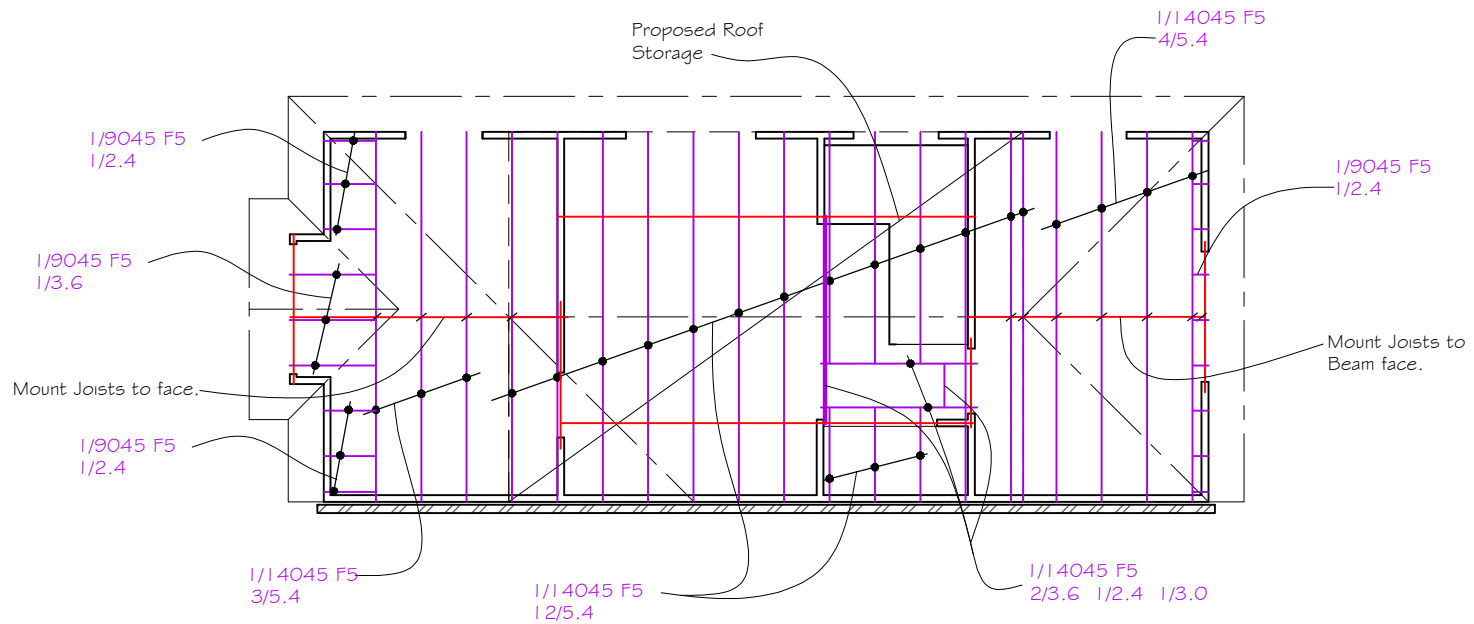 1/14045 F5
4/5.4
Proposed Roof
Storage
1/9045 F5
1/2.4
1/9045 F5
1/2.4
1/9045 F5
1/3.6
Mount Joists to
Beam face.
Mount Joists to face.
1/9045 F5
1/2.4
1/14045 F5
3/5.4
1/14045 F5
12/5.4
1/14045 F5
2/3.6 1/2.4 1/3.0